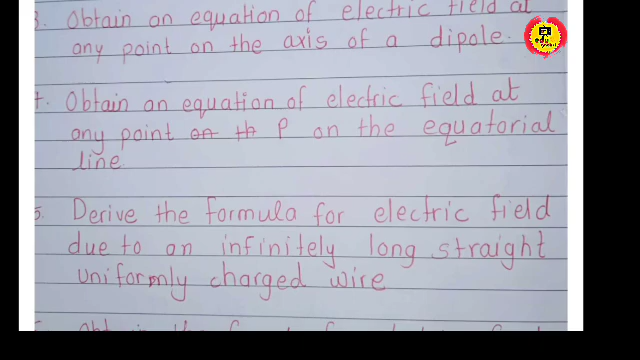 3. Obtain an equation of electric field at
any point on the axis of a dipole.
edu
4. Obtain an equation of electric field at
any point on th P on the equatorial
line
5. Derive the formula for electric field
due to an infinitely long straight
uniformly charged wire